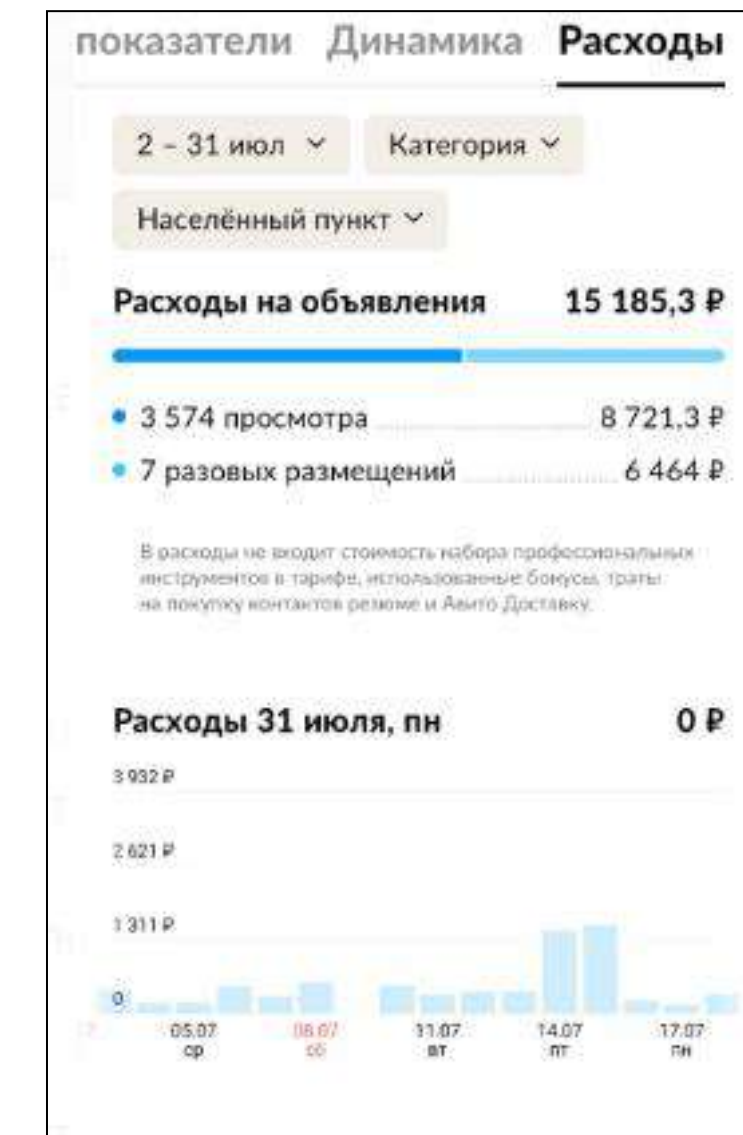 показатели Динамика Расходы
2 – 31 июл Категория
Населённый пункт
Расходы на объявления 15 185,3 ₽
3 574 просмотра 8 721,3 ₽
7 разовых размещений 6 464 ₽
В расходы не входит стоимость набора профессиональных
инструментов в тарифе, использованные бонусы, траты
на покупку контактов резюме и Авито Доставку.
Расходы 31 июля, пн 0 ₽
3 932 ₽
2 621 ₽
1 311 ₽
0
05.07 08.07 11.07 14.07 17.07
ср сб вт пт пн